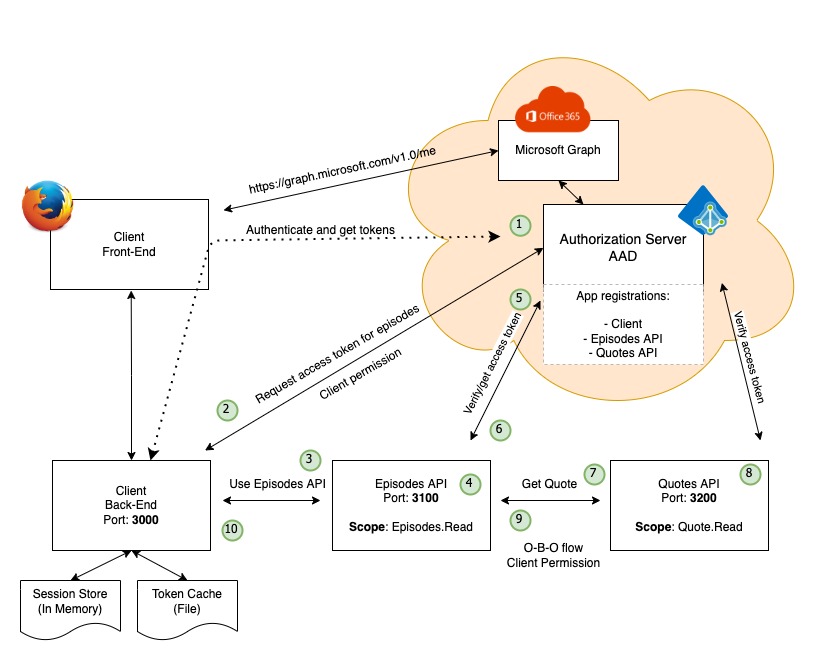 Office 365
Microsoft Graph
https://graph.microsoft.com/v1.0/me
Client
Front-End
Authenticate and get tokens
1
Authorization Server
AAD
5
App registrations:
- Client
- Episodes API
- Quotes API
Request access token for episodes
Client permission
Verify/get access token
Verify access token
2
6
3
Use Episodes API
10
Client
Back-End
Port: 3000
Episodes API
Port: 3100
4
Scope: Episodes.Read
Get Quote
7
9
O-B-O flow
Client Permission
Quotes API
Port: 3200
8
Scope: Quote.Read
Session Store
(In Memory)
Token Cache
(File)